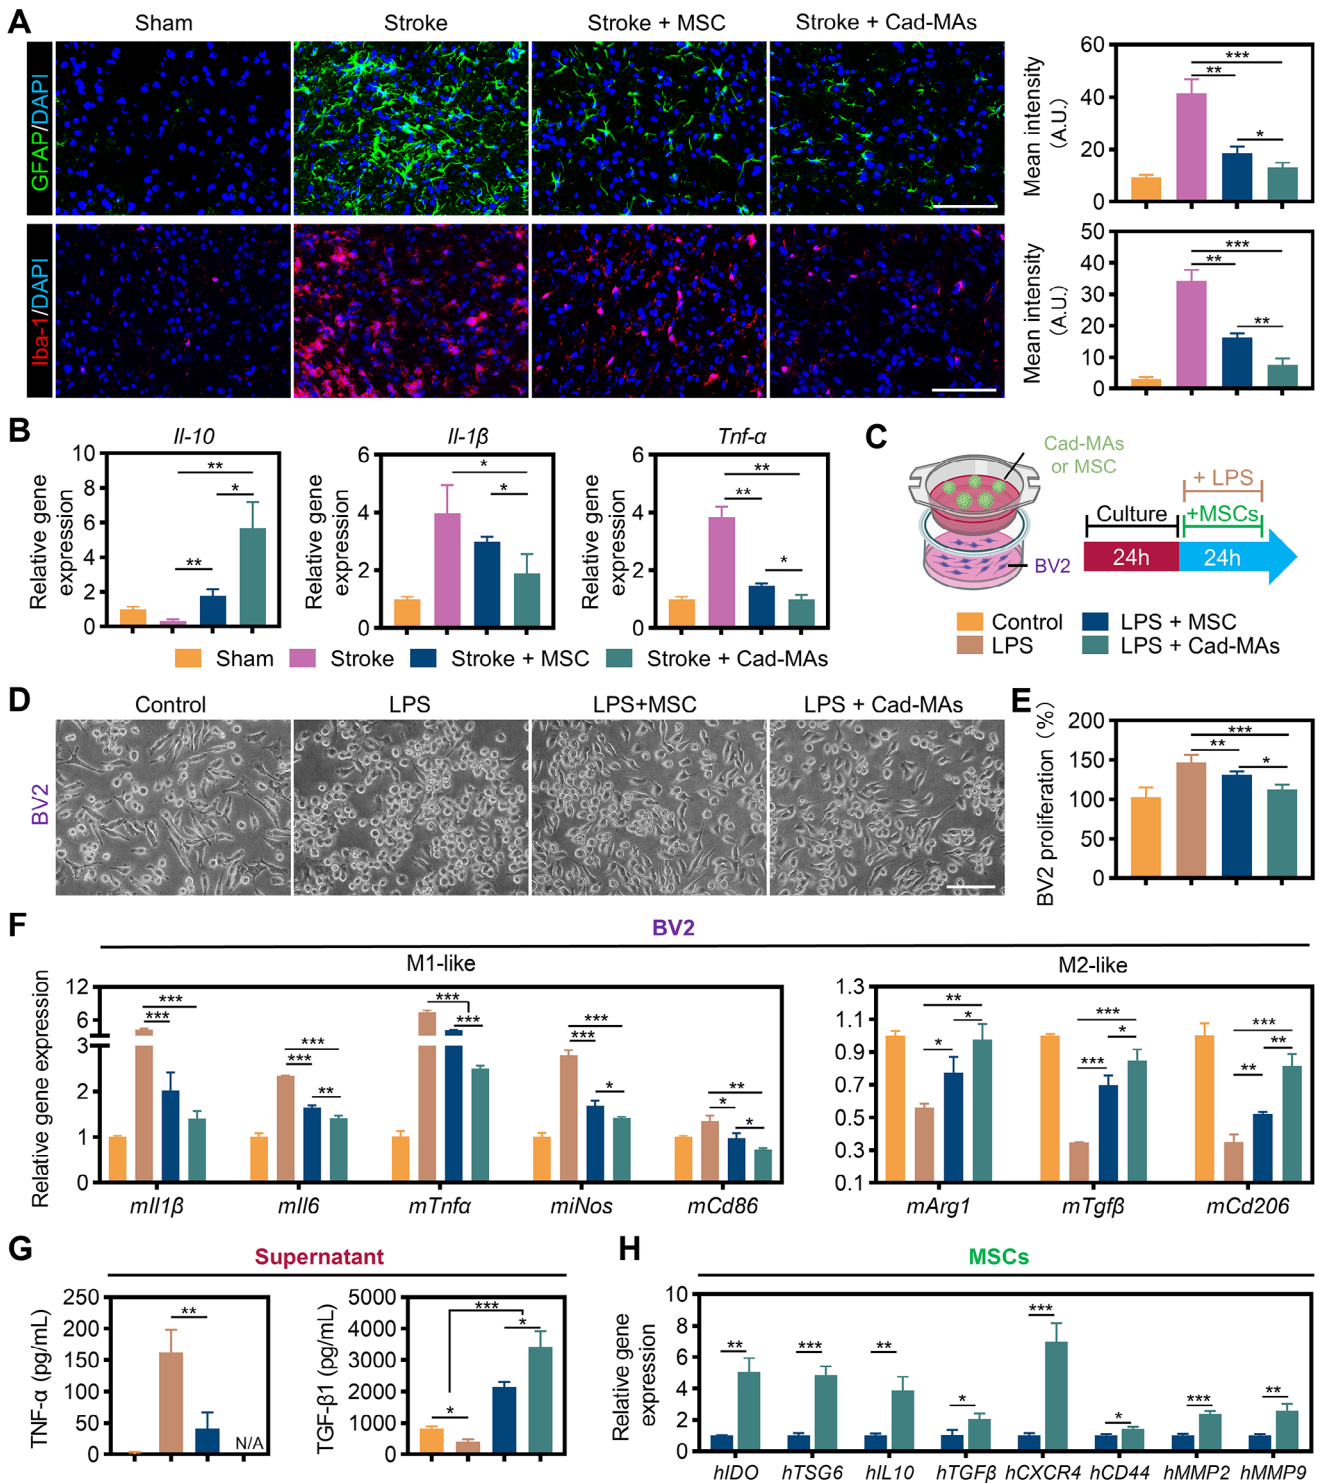 A
Sham
Stroke
Stroke + MSC
Stroke + Cad-MAs
GFAP/DAPI
Iba-1/DAPI
Mean intensity
(A.U.)
60
40
20
0
***
**
*
Mean intensity
(A.U.)
50
40
30
20
10
0
***
**
**
B
Il-10
Relative gene
expression
10
8
6
4
2
0
**
*
**
Il-1β
Relative gene
expression
6
4
2
0
*
*
Tnf-α
Relative gene
expression
6
4
2
0
**
**
*
Sham
Stroke
Stroke + MSC
Stroke + Cad-MAs
C
Cad-MAs
or MSC
BV2
+ LPS
Culture
+MSCs
24h
24h
Control
LPS + MSC
LPS
LPS + Cad-MAs
D
Control
LPS
LPS+MSC
LPS + Cad-MAs
BV2
E
BV2 proliferation (%)
200
150
100
50
0
***
**
*
F
BV2
M1-like
Relative gene expression
12
6
3
2
1
0
***
***
***
***
**
***
***
***
***
*
**
*
*
mIl1β
mIl6
mTnfα
miNos
mCd86
M2-like
1.3
1.1
0.9
0.7
0.5
0.3
0.1
**
*
*
***
*
***
***
**
**
mArg1
mTgfβ
mCd206
G
Supernatant
TNF-α (pg/mL)
250
200
150
100
50
0
**
N/A
TGF-β1 (pg/mL)
5000
4000
3000
2000
1000
0
***
*
*
H
MSCs
Relative gene
expression
10
8
6
4
2
0
**
***
**
*
***
*
***
**
hIDO
hTSG6
hIL10
hTGFβ
hCXCR4
hCD44
hMMP2
hMMP9